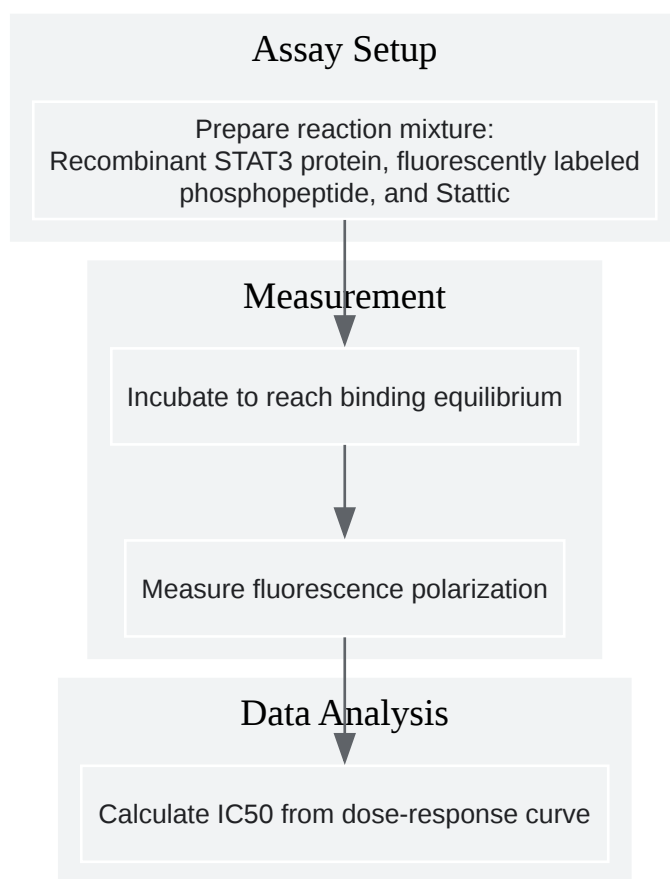 Assay Setup
Prepare reaction mixture:
Recombinant STAT3 protein, fluorescently labeled
phosphopeptide, and Stattic
Measurement
Incubate to reach binding equilibrium
Measure fluorescence polarization
Data Analysis
Calculate IC50 from dose-response curve